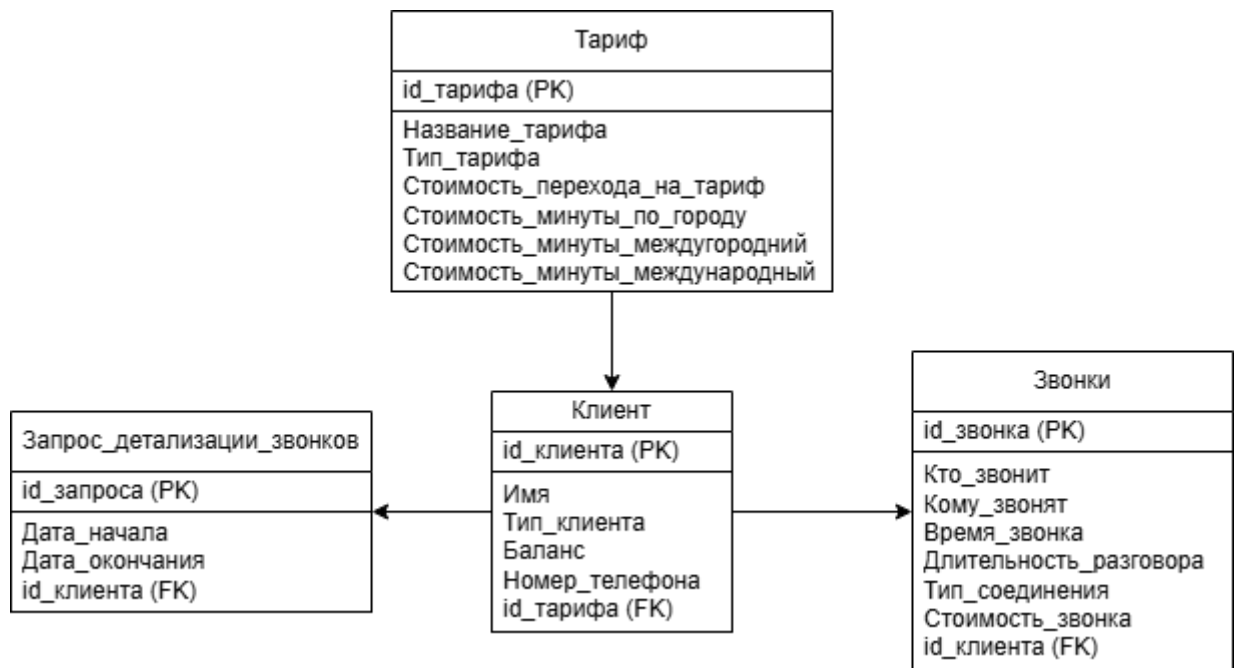 Тариф
id_тарифа (PK)
Название_тарифа
Тип_тарифа
Стоимость_перехода_на_тариф
Стоимость_минуты_по_городу
Стоимость_минуты_междугородний
Стоимость_минуты_международный
Запрос_детализации_звонков
id_запроса (PK)
Дата_начала
Дата_окончания
id_клиента (FK)
Клиент
id_клиента (PK)
Имя
Тип_клиента
Баланс
Номер_телефона
id_тарифа (FK)
Звонки
id_звонка (PK)
Кто_звонит
Кому_звонят
Время_звонка
Длительность_разговора
Тип_соединения
Стоимость_звонка
id_клиента (FK)